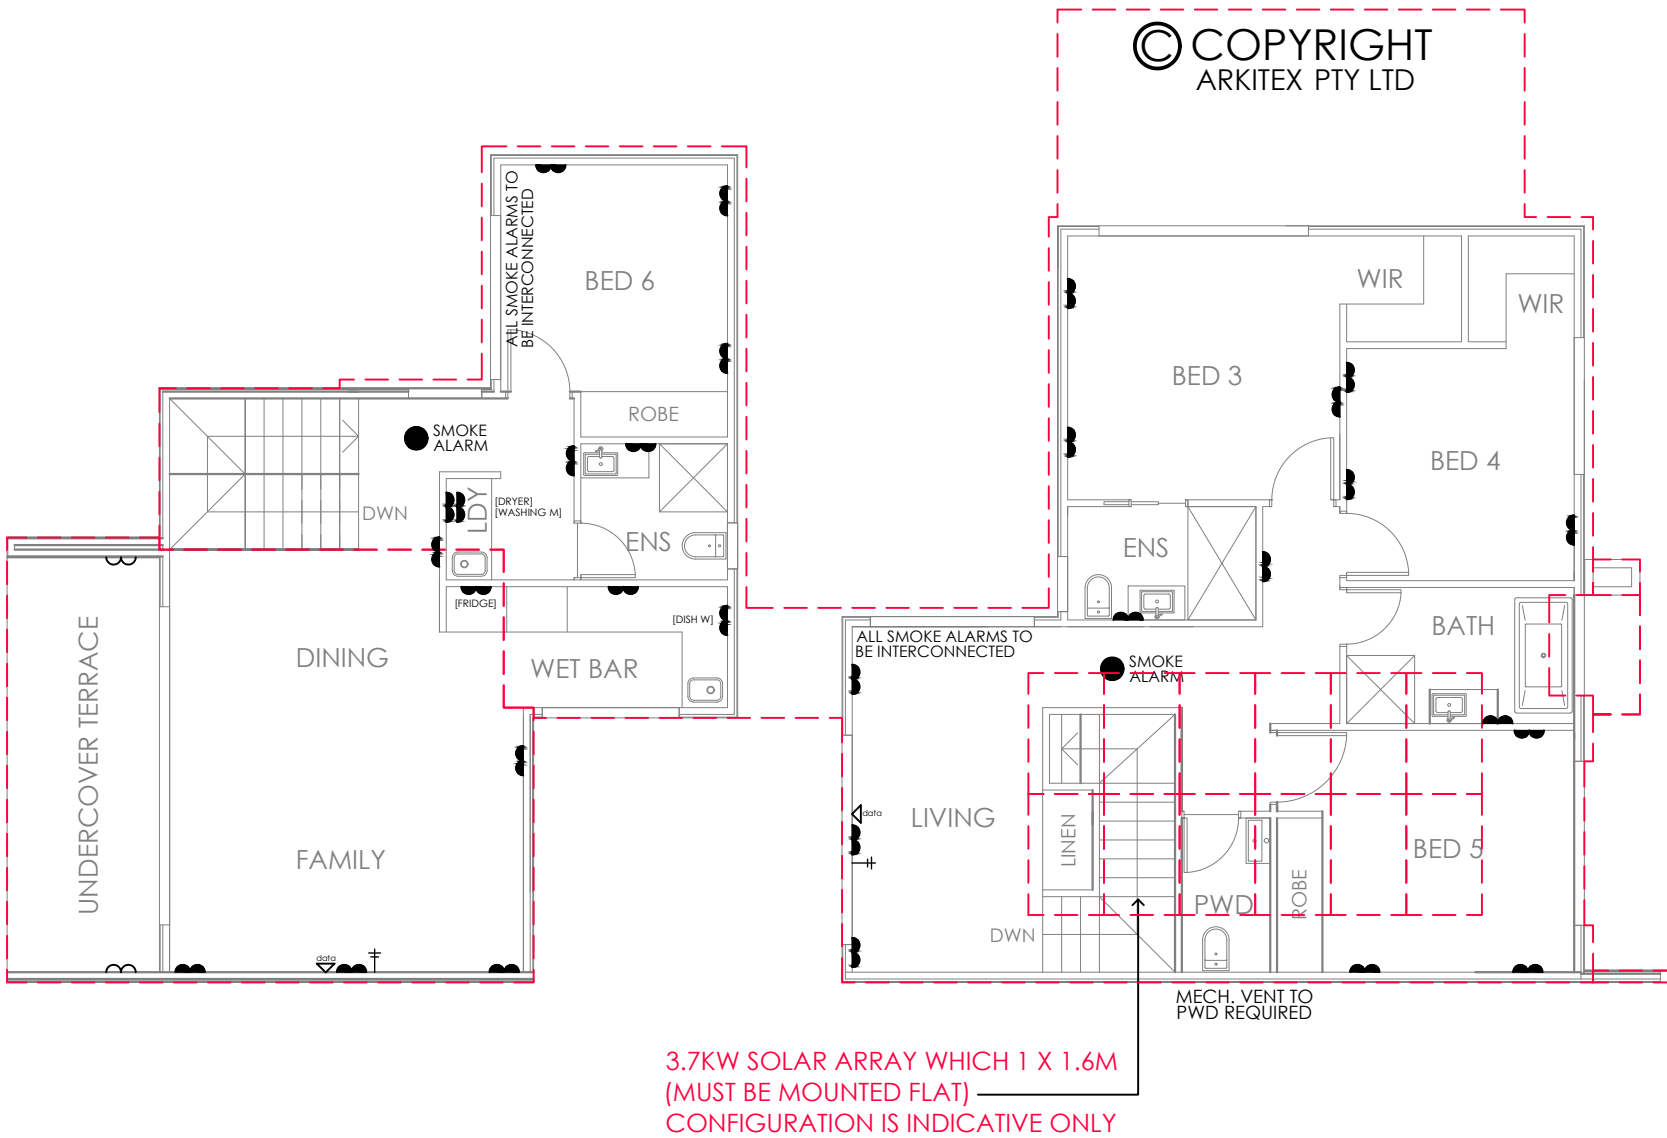 © COPYRIGHT
ARKITEX PTY LTD
ALL SMOKE ALARMS TO
BE INTERCONNECTED
BED 6
ROBE
SMOKE
ALARM
DWN
LDY
[DRYER]
[WASHING M]
ENS
[FRIDGE]
[DISH W]
WET BAR
DINING
UNDERCOVER TERRACE
FAMILY
data
WIR
WIR
BED 3
BED 4
ENS
BATH
ALL SMOKE ALARMS TO
BE INTERCONNECTED
SMOKE
ALARM
data
LIVING
LINEN
BED 5
ROBE
PWD
DWN
MECH. VENT TO
PWD REQUIRED
3.7KW SOLAR ARRAY WHICH 1 X 1.6M
(MUST BE MOUNTED FLAT)
CONFIGURATION IS INDICATIVE ONLY